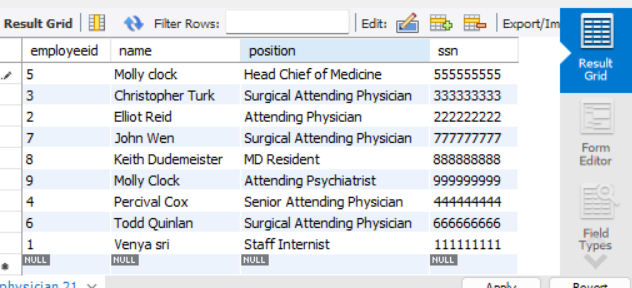 Result Grid Filter Rows: Edit: Export/Im
employeeid name position ssn
5 Molly clock Head Chief of Medicine 555555555
3 Christopher Turk Surgical Attending Physician 333333333
2 Elliot Reid Attending Physician 222222222
7 John Wen Surgical Attending Physician 777777777
8 Keith Dudemeister MD Resident 888888888
9 Molly Clock Attending Psychiatrist 999999999
4 Percival Cox Senior Attending Physician 444444444
6 Todd Quinlan Surgical Attending Physician 666666666
1 Venya sri Staff Internist 111111111
NULL NULL NULL NULL
Result
Grid
Form
Editor
Field
Types
physician 21 Apply Revert